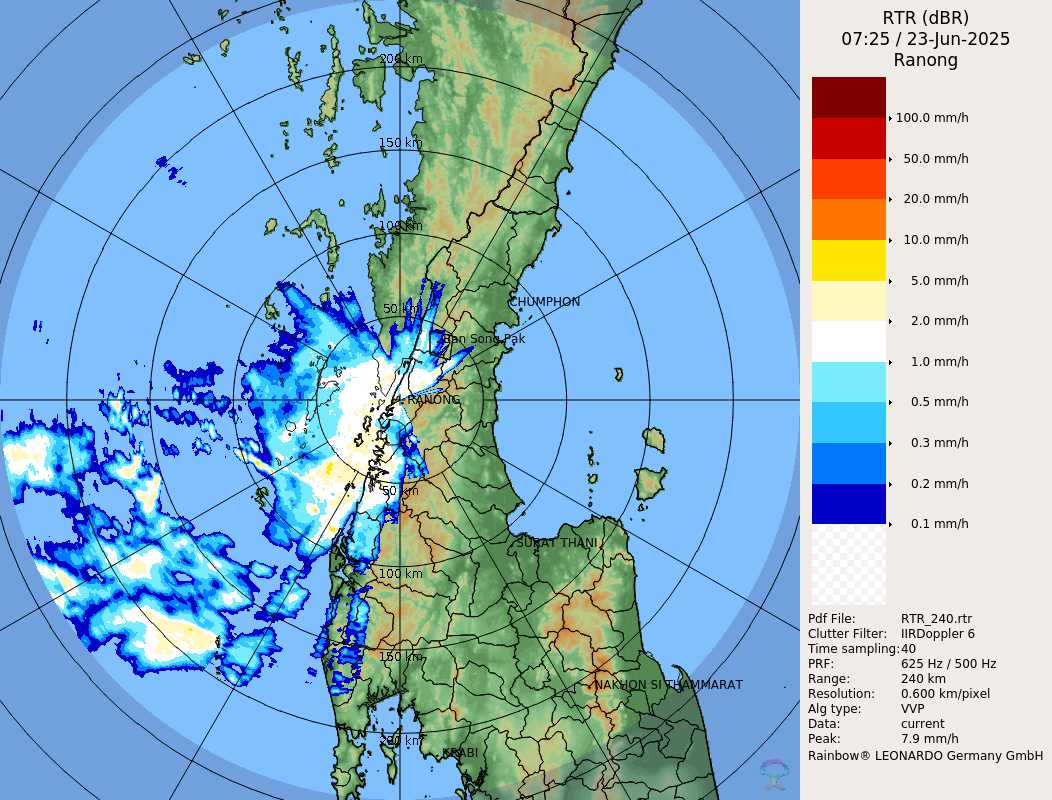 RTR (dBR)
07:25 / 23-Jun-2025
Ranong
100.0 mm/h
50.0 mm/h
20.0 mm/h
10.0 mm/h
5.0 mm/h
2.0 mm/h
1.0 mm/h
0.5 mm/h
0.3 mm/h
0.2 mm/h
0.1 mm/h
Pdf File: RTR_240.rtr
Clutter Filter: IIRDoppler 6
Time sampling: 40
PRF: 625 Hz / 500 Hz
Range: 240 km
Resolution: 0.600 km/pixel
Alg type: VVP
Data: current
Peak: 7.9 mm/h
Rainbow® LEONARDO Germany GmbH
200 km
150 km
100 km
50 km
CHUMPHON
Ban Song Pak
RANONG
50 km
SURAT THANI
100 km
150 km
NAKHON SI THAMMARAT
200 km
KRABI